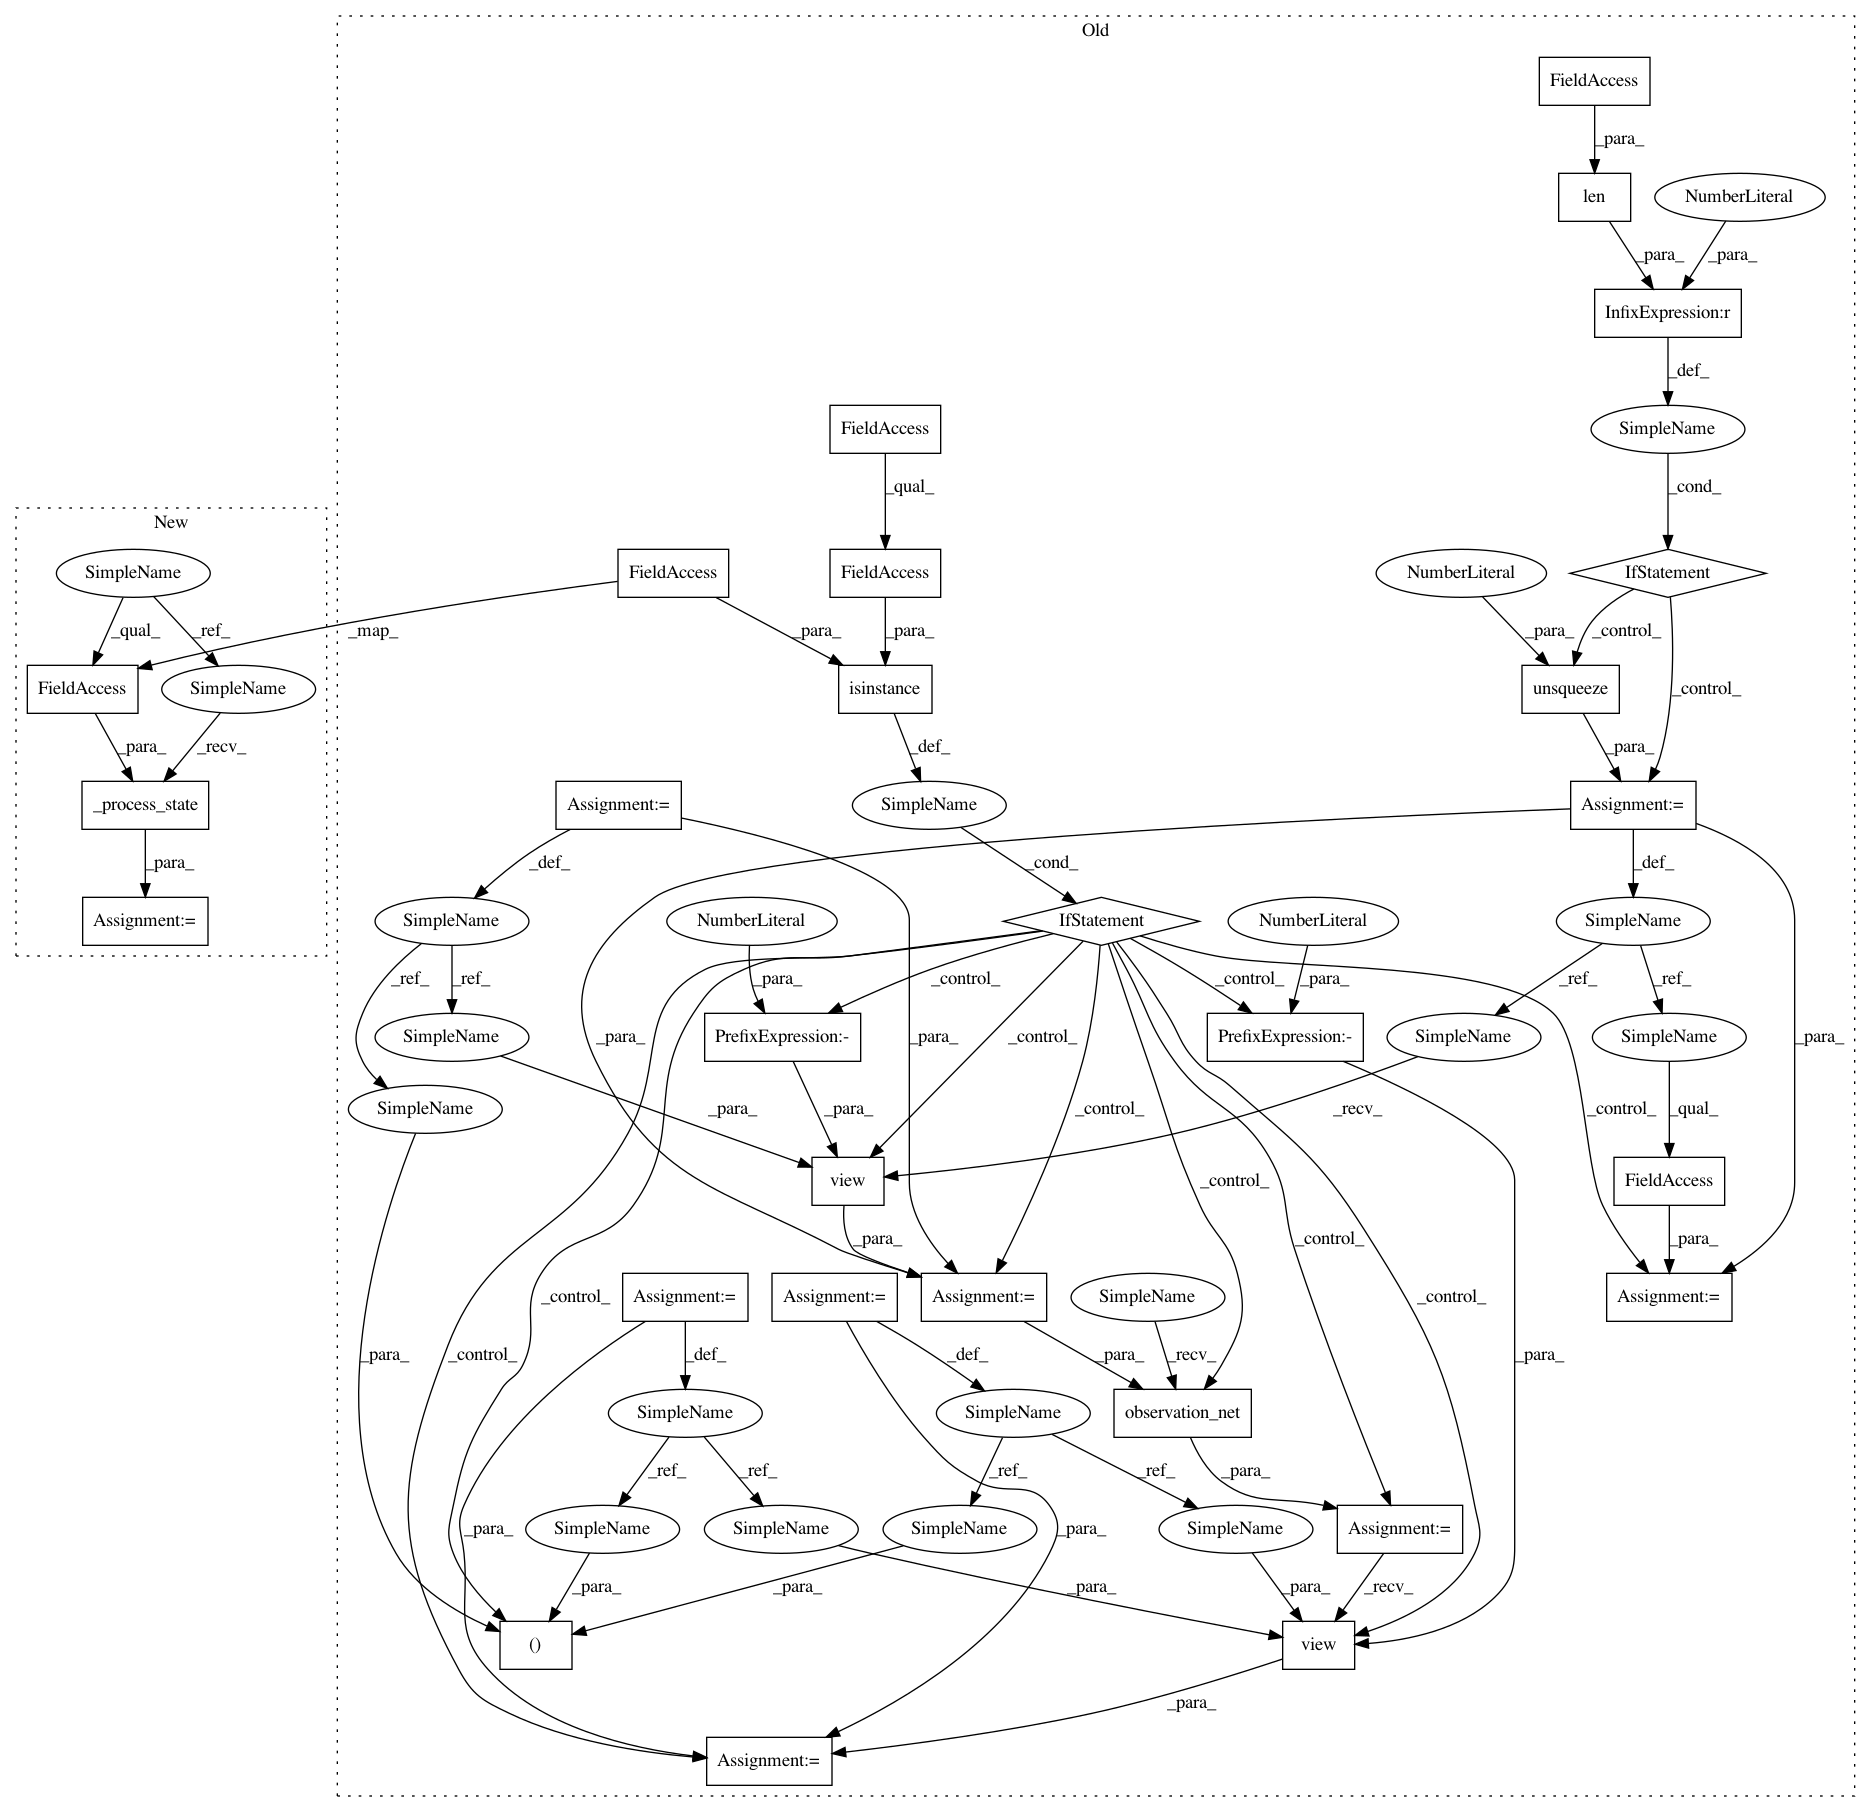 Old
FieldAccess
_para_
len
NumberLiteral
_para_
_para_
InfixExpression:r
_def_
FieldAccess
SimpleName
_qual_
_cond_
New
SimpleName
FieldAccess
FieldAccess
NumberLiteral
IfStatement
_qual_
_ref_
_map_
_para_
_para_
_para_
_control_
FieldAccess
SimpleName
isinstance
unsqueeze
_control_
_para_
_recv_
_def_
_para_
_process_state
Assignment:=
SimpleName
Assignment:=
_para_
_def_
_cond_
_def_
Assignment:=
SimpleName
NumberLiteral
IfStatement
NumberLiteral
SimpleName
_ref_
_ref_
_para_
_control_
_control_
_para_
_control_
_ref_
_ref_
SimpleName
PrefixExpression:-
_para_
_para_
_control_
PrefixExpression:-
SimpleName
SimpleName
_para_
SimpleName
_para_
_para_
_control_
_recv_
_control_
_qual_
view
_control_
FieldAccess
_para_
_control_
_para_
_control_
Assignment:=
Assignment:=
Assignment:=
SimpleName
_control_
Assignment:=
_para_
_control_
_def_
_def_
_para_
_recv_
_para_
SimpleName
SimpleName
observation_net
_ref_
_ref_
_ref_
_ref_
_para_
_para_
SimpleName
SimpleName
SimpleName
_para_
SimpleName
Assignment:=
_para_
_para_
_para_
_para_
_recv_
()
view
_para_
Assignment:=